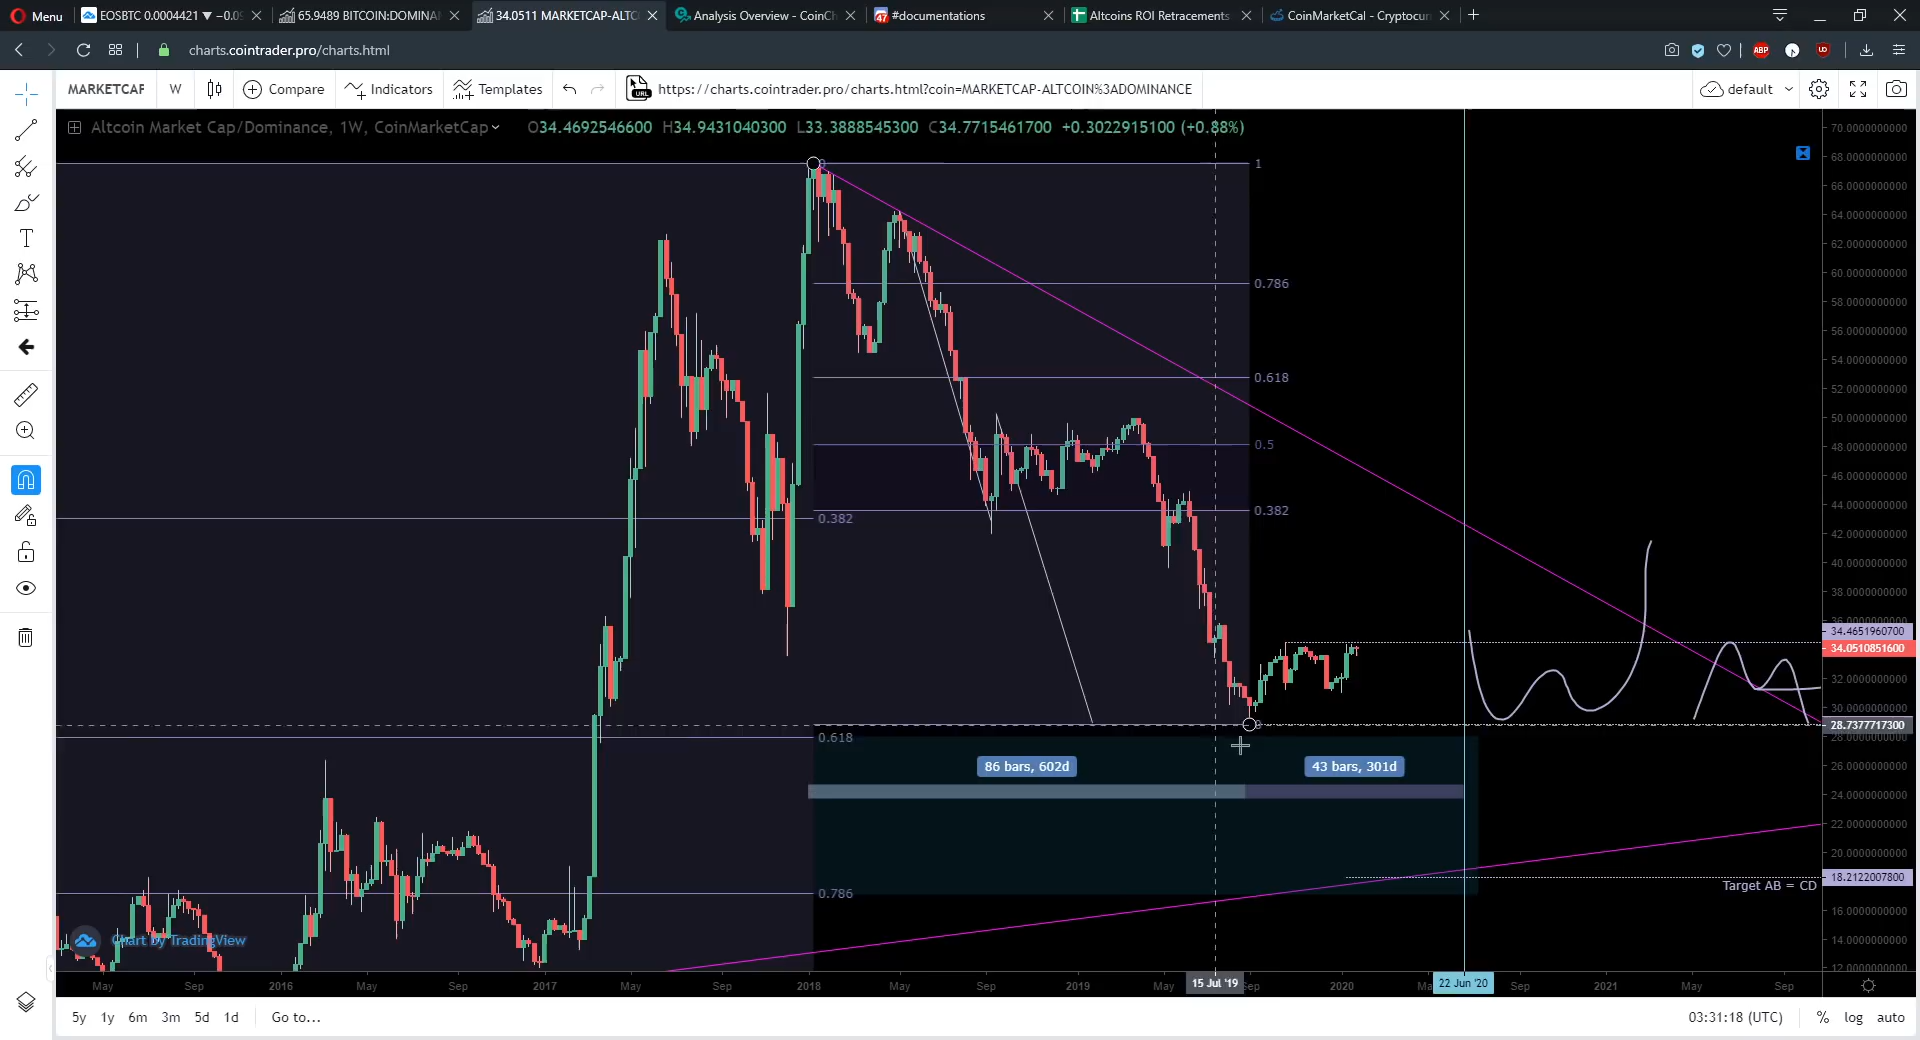 Menu
EOSBTC 0.0004421 ▼ −0.0
65.9489 BITCOIN:DOMINA
34.0511 MARKETCAP-ALTC
Analysis Overview - CoinCh
#documentations
Altcoins ROI Retracements
CoinMarketCal - Cryptocur
charts.cointrader.pro/charts.html
MARKETCAP
W
Compare
Indicators
Templates
https://charts.cointrader.pro/charts.html?coin=MARKETCAP-ALTCOIN%3ADOMINANCE
default
Altcoin Market Cap/Dominance, 1W, CoinMarketCap
O34.4692546600 H34.9431040300 L33.3888545300 C34.7715461700 +0.3022915100 (+0.88%)
70.0000000000
68.0000000000
66.0000000000
64.0000000000
62.0000000000
60.0000000000
58.0000000000
56.0000000000
54.0000000000
52.0000000000
50.0000000000
48.0000000000
46.0000000000
44.0000000000
42.0000000000
40.0000000000
38.0000000000
36.0000000000
34.4651960700
34.0510851600
32.0000000000
30.0000000000
28.7377717300
28.0000000000
26.0000000000
24.0000000000
22.0000000000
20.0000000000
18.2122007800
16.0000000000
14.0000000000
12.0000000000
1
0.786
0.618
0.5
0.382
0.382
0.618
0.786
86 bars, 602d
43 bars, 301d
Target AB = CD
Chart by TradingView
May Sep 2016 May Sep 2017 May Sep 2018 May Sep 2019 May 15 Jul '19 Sep 2020 22 Jun '20 Sep 2021 May Sep
5y 1y 6m 3m 5d 1d Go to...
03:31:18 (UTC) % log auto